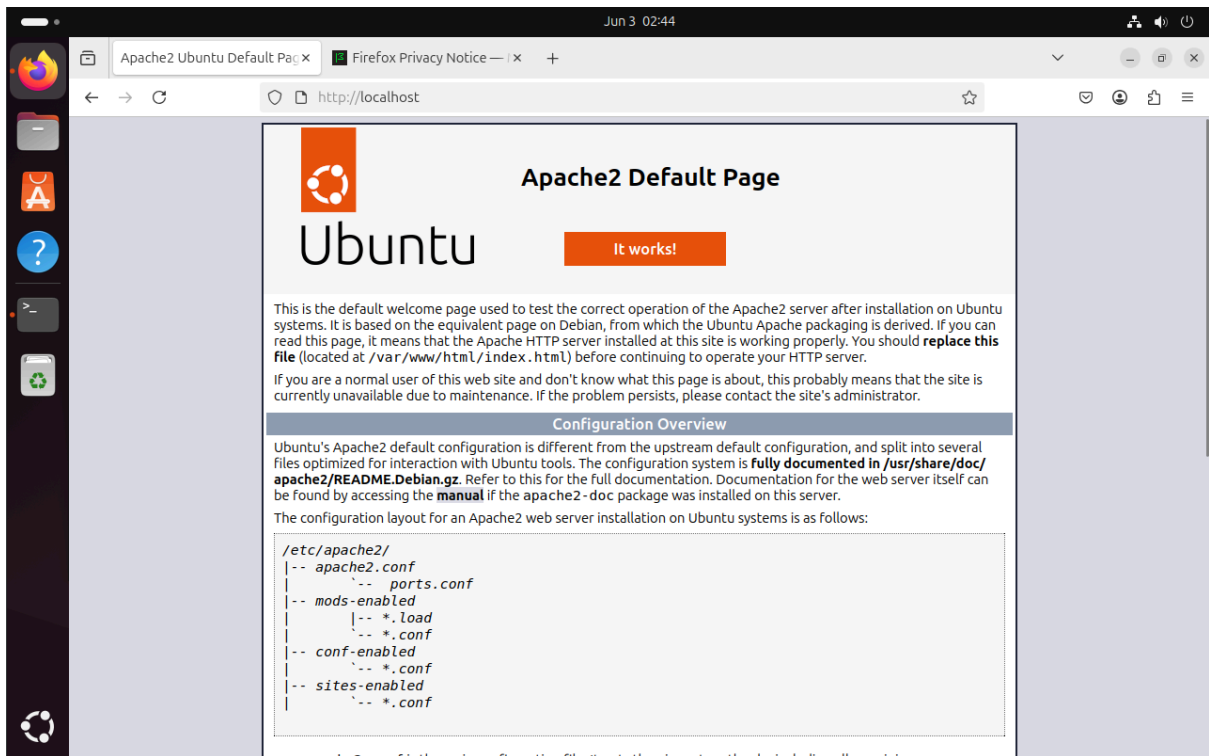 Jun 3 02:44
Apache2 Ubuntu Default Pag
Firefox Privacy Notice —
http://localhost
Apache2 Default Page
Ubuntu
It works!
This is the default welcome page used to test the correct operation of the Apache2 server after installation on Ubuntu
systems. It is based on the equivalent page on Debian, from which the Ubuntu Apache packaging is derived. If you can
read this page, it means that the Apache HTTP server installed at this site is working properly. You should replace this
file (located at /var/www/html/index.html) before continuing to operate your HTTP server.
If you are a normal user of this web site and don't know what this page is about, this probably means that the site is
currently unavailable due to maintenance. If the problem persists, please contact the site's administrator.
Configuration Overview
Ubuntu's Apache2 default configuration is different from the upstream default configuration, and split into several
files optimized for interaction with Ubuntu tools. The configuration system is fully documented in /usr/share/doc/
apache2/README.Debian.gz. Refer to this for the full documentation. Documentation for the web server itself can
be found by accessing the manual if the apache2-doc package was installed on this server.
The configuration layout for an Apache2 web server installation on Ubuntu systems is as follows:
/etc/apache2/
|-- apache2.conf
|       `--  ports.conf
|-- mods-enabled
|       |-- *.load
|       `-- *.conf
|-- conf-enabled
|       `-- *.conf
|-- sites-enabled
|       `-- *.conf